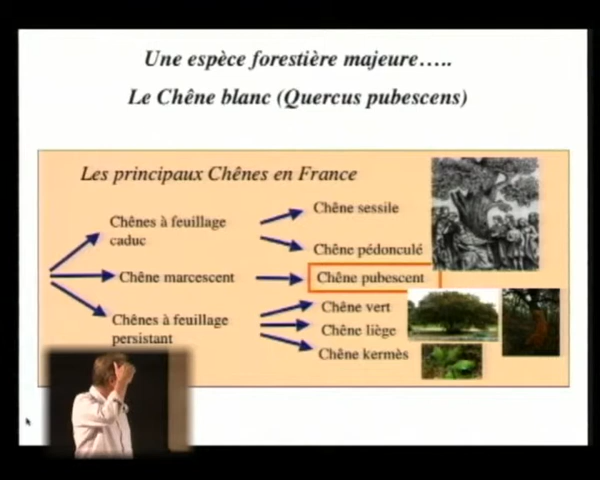 Une espèce forestière majeure…..
Le Chêne blanc (Quercus pubescens)
Les principaux Chênes en France
Chênes à feuillage
caduc
Chêne sessile
Chêne pédonculé
Chêne marcescent
Chêne pubescent
Chênes à feuillage
persistant
Chêne vert
Chêne liège
Chêne kermès